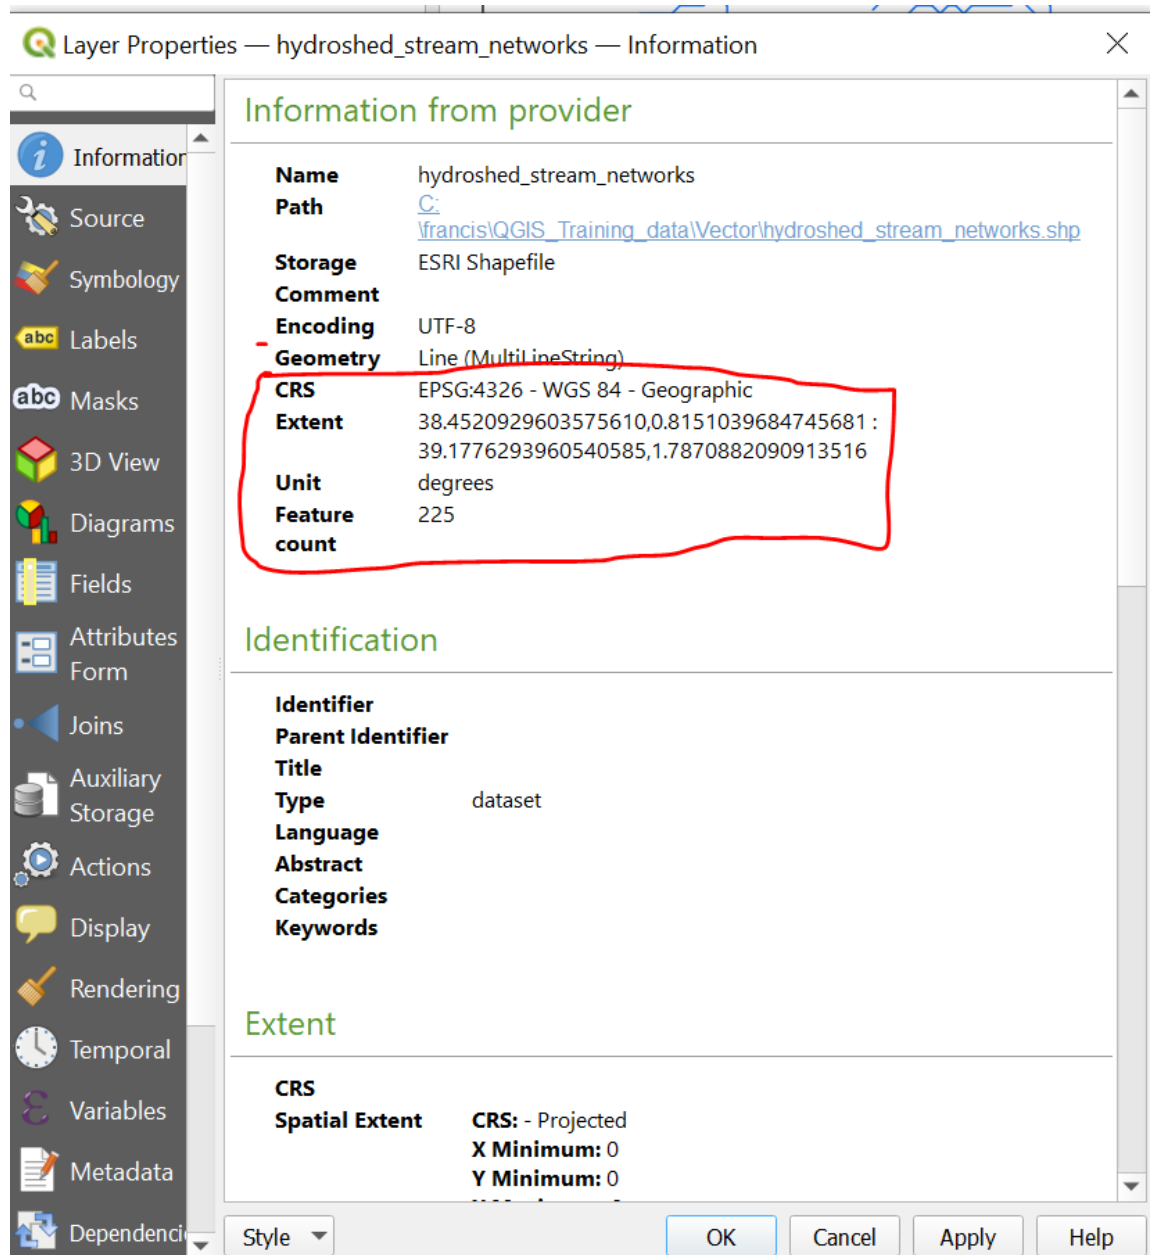 Layer Properties — hydroshed_stream_networks — Information
Information
Source
Symbology
abc Labels
abc Masks
3D View
Diagrams
Fields
Attributes
Form
Joins
Auxiliary
Storage
Actions
Display
Rendering
Temporal
Variables
Metadata
Dependenci
Information from provider
Name hydroshed_stream_networks
Path C:
\francis\QGIS_Training_data\Vector\hydroshed_stream_networks.shp
Storage ESRI Shapefile
Comment
Encoding UTF-8
Geometry Line (MultiLineString)
CRS EPSG:4326 - WGS 84 - Geographic
Extent 38.4520929603575610,0.8151039684745681 :
39.1776293960540585,1.7870882090913516
Unit degrees
Feature 225
count
Identification
Identifier
Parent Identifier
Title
Type dataset
Language
Abstract
Categories
Keywords
Extent
CRS
Spatial Extent CRS: - Projected
X Minimum: 0
Y Minimum: 0
Style OK Cancel Apply Help